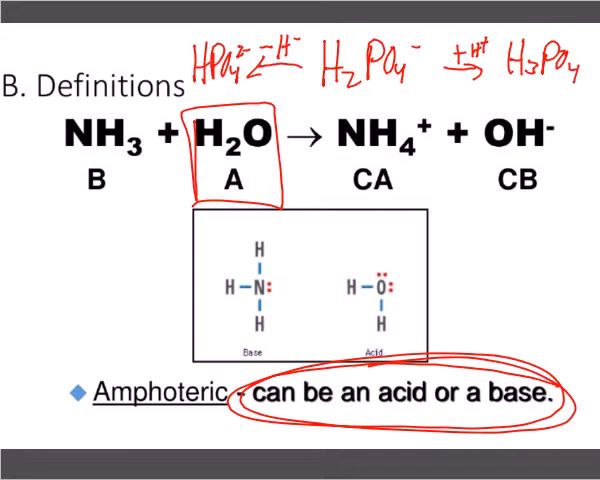 HPO₄²⁻ ←−H⁻ H₂PO₄⁻ +H⁺→ H₃PO₄
B. Definitions
NH₃ + H₂O → NH₄⁺ + OH⁻
B A CA CB
H H–N: H Base
H–Ö: H Acid
Amphoteric - can be an acid or a base.